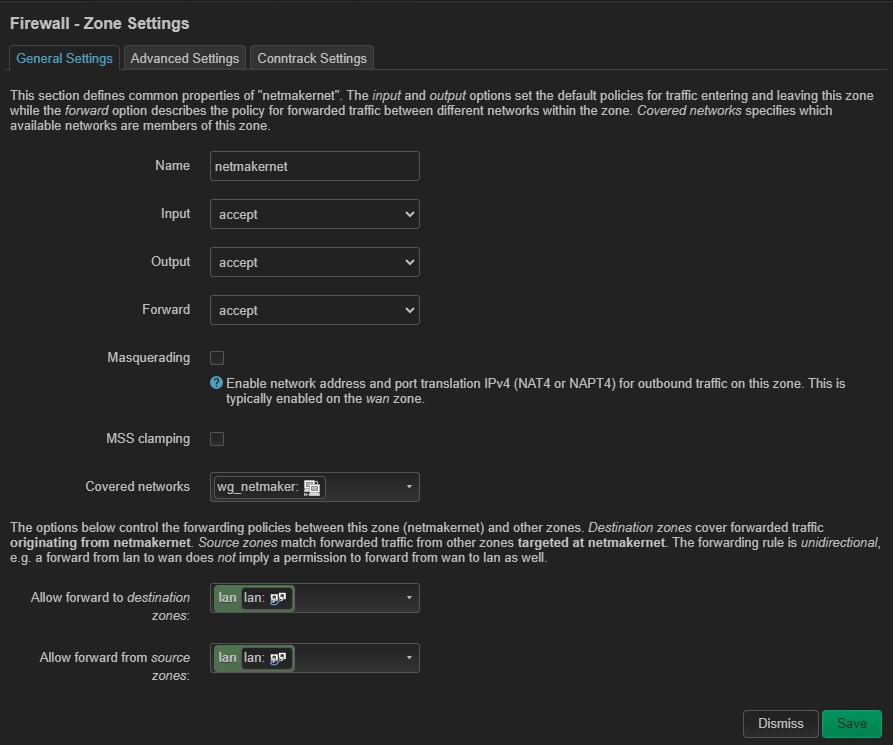 Firewall - Zone Settings
General Settings
Advanced Settings
Conntrack Settings
This section defines common properties of "netmakernet". The input and output options set the default policies for traffic entering and leaving this zone
while the forward option describes the policy for forwarded traffic between different networks within the zone. Covered networks specifies which
available networks are members of this zone.
Name
netmakernet
Input
accept
Output
accept
Forward
accept
Masquerading
Enable network address and port translation IPv4 (NAT4 or NAPT4) for outbound traffic on this zone. This is
typically enabled on the wan zone.
MSS clamping
Covered networks
wg_netmaker:
The options below control the forwarding policies between this zone (netmakernet) and other zones. Destination zones cover forwarded traffic
originating from netmakernet. Source zones match forwarded traffic from other zones targeted at netmakernet. The forwarding rule is unidirectional,
e.g. a forward from lan to wan does not imply a permission to forward from wan to lan as well.
Allow forward to destination
zones:
lan lan:
Allow forward from source
zones:
lan lan:
Dismiss
Save